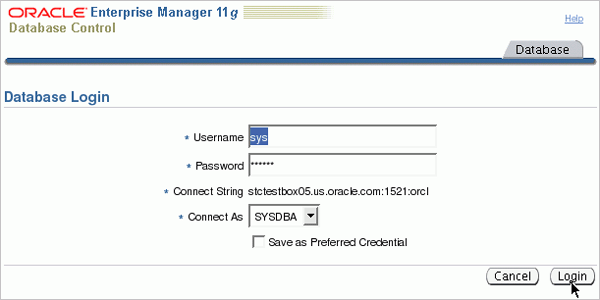 ORACLE Enterprise Manager 11g
Database Control
Help
Database
Database Login
* Username sys
* Password ******
* Connect String stctestbox05.us.oracle.com:1521:orcl
* Connect As SYSDBA
Save as Preferred Credential
Cancel Login